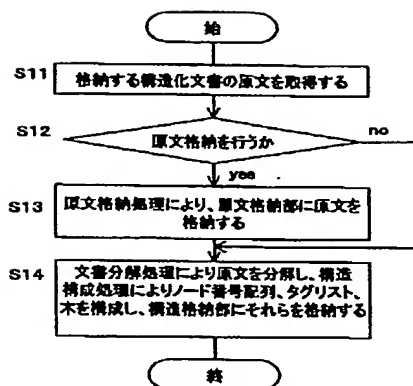 始
S11
格納する構造化文書の原文を取得する
S12
原文格納を行うか
no
yes
S13
原文格納処理により、原文格納部に原文を
格納する
S14
文書分解処理により原文を分解し、構造
構成処理によりノード番号配列、タグリスト、
木を構成し、構造格納部にそれらを格納する
終